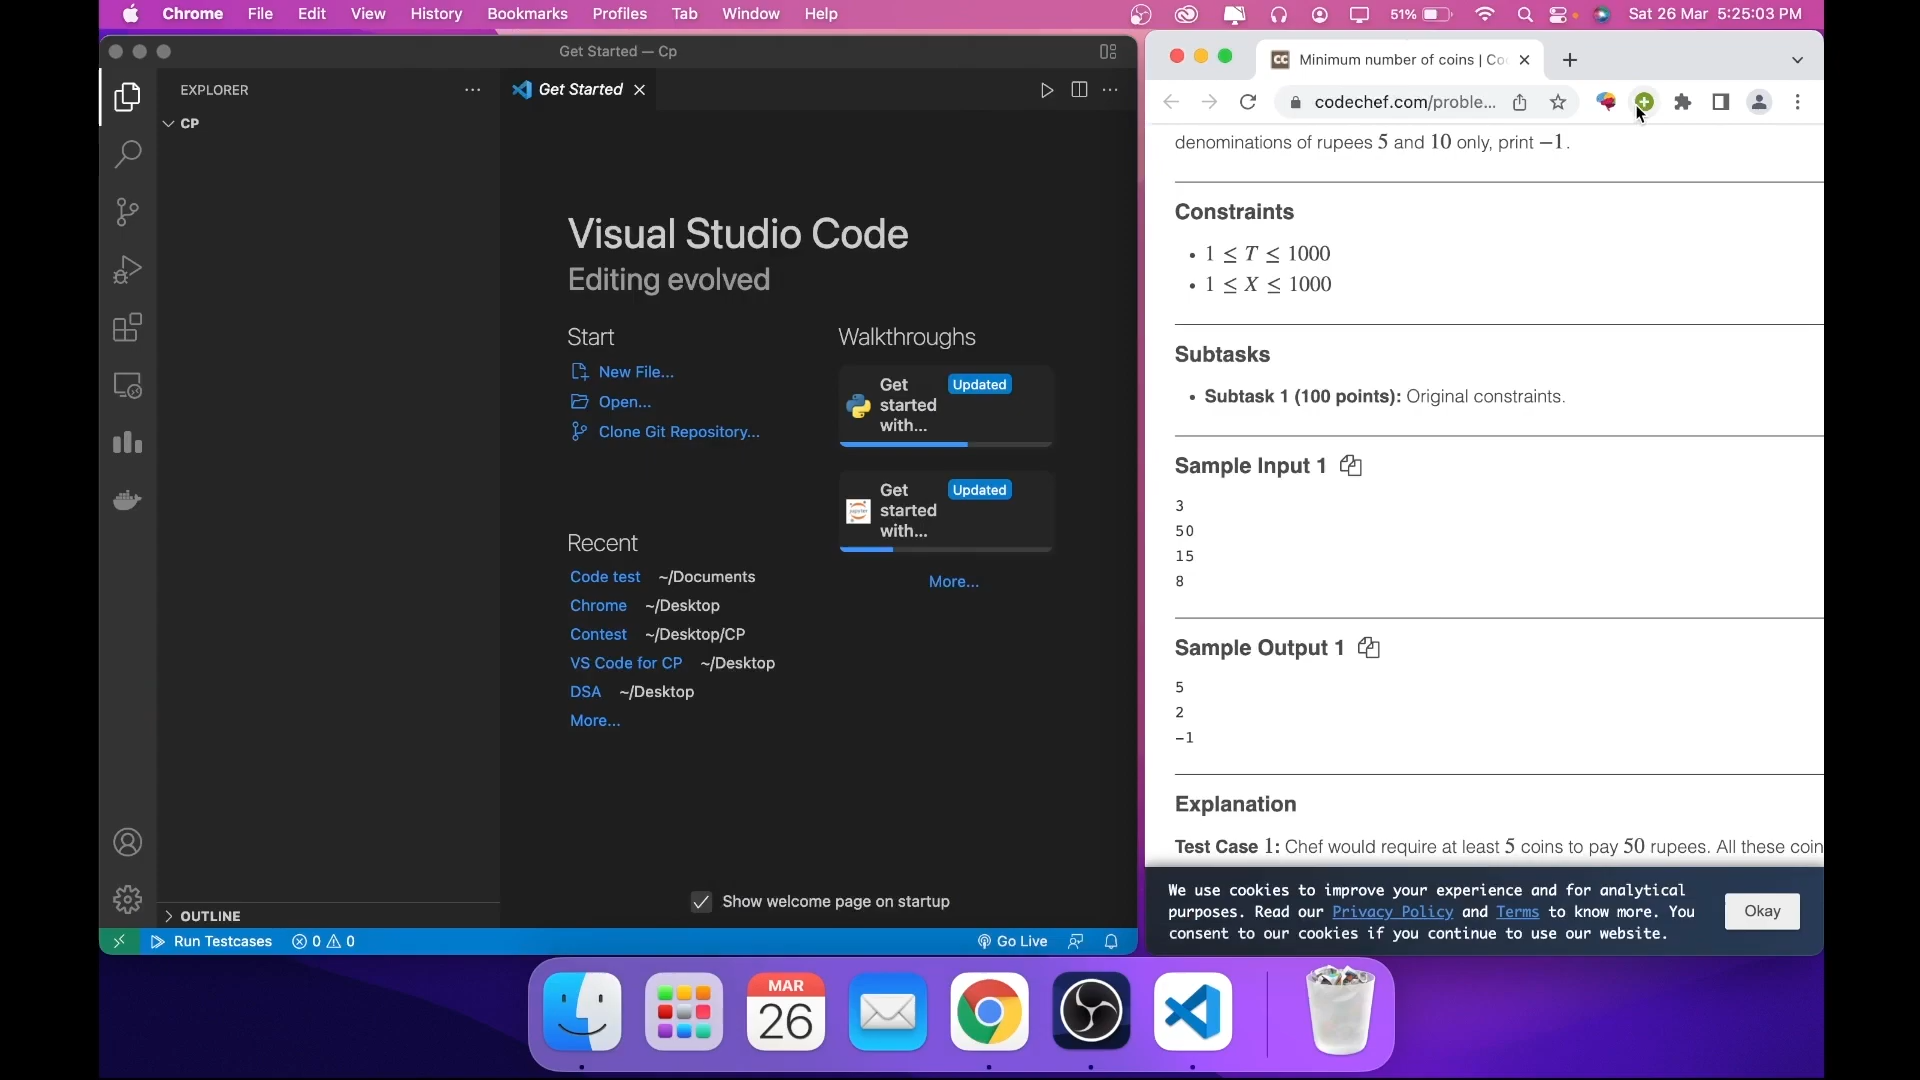 Chrome File Edit View History Bookmarks Profiles Tab Window Help 51% Sat 26 Mar 5:25:03 PM
Get Started — Cp
EXPLORER
CP
OUTLINE
Get Started
Visual Studio Code
Editing evolved
Start
New File...
Open...
Clone Git Repository...
Recent
Code test ~/Documents
Chrome ~/Desktop
Contest ~/Desktop/CP
VS Code for CP ~/Desktop
DSA ~/Desktop
More...
Walkthroughs
Get started with...
Updated
Get started with...
Updated
More...
Show welcome page on startup
Run Testcases 0 0 Go Live
CC Minimum number of coins | Co
codechef.com/proble...
denominations of rupees 5 and 10 only, print −1.
Constraints
• 1 ≤ T ≤ 1000
• 1 ≤ X ≤ 1000
Subtasks
• Subtask 1 (100 points): Original constraints.
Sample Input 1
3
50
15
8
Sample Output 1
5
2
-1
Explanation
Test Case 1: Chef would require at least 5 coins to pay 50 rupees. All these coin
We use cookies to improve your experience and for analytical
purposes. Read our Privacy Policy and Terms to know more. You
consent to our cookies if you continue to use our website.
Okay
MAR
26